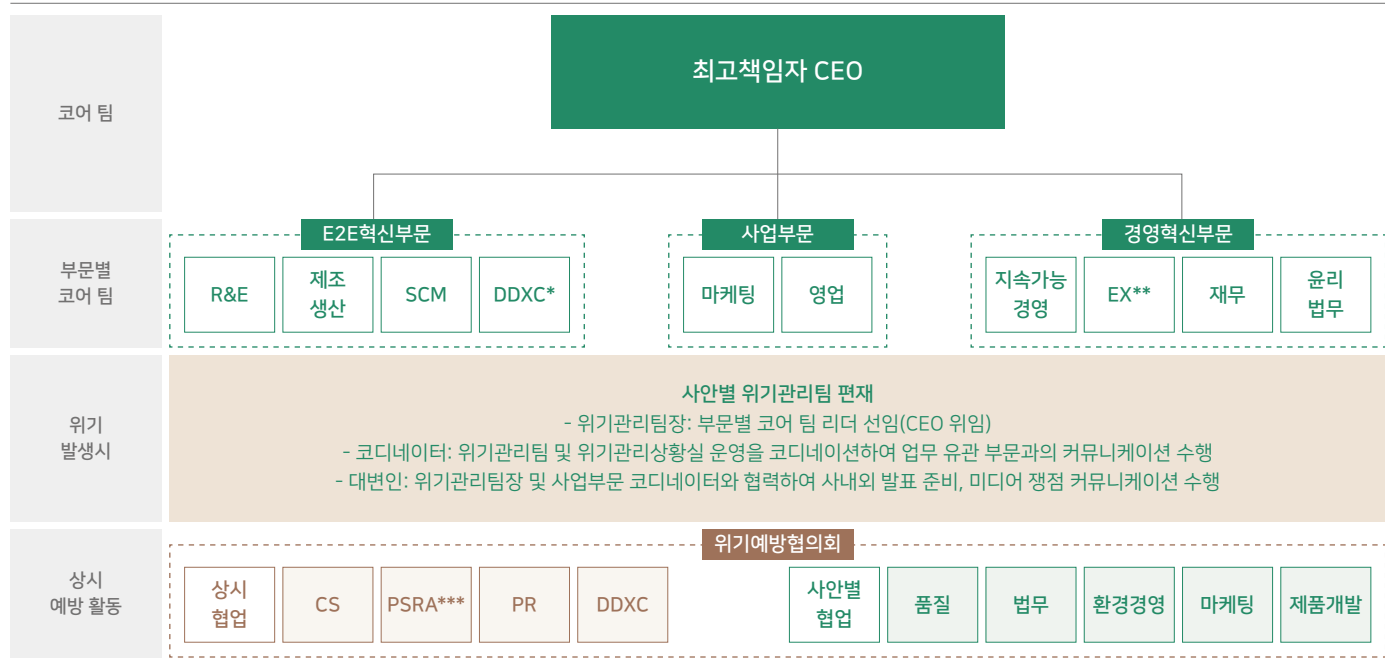 코어 팀
최고책임자 CEO
부문별
코어 팀
E2E혁신부문
R&E
제조
생산
SCM
DDXC*
사업부문
마케팅
영업
경영혁신부문
지속가능
경영
EX**
재무
윤리
법무
위기
발생시
사안별 위기관리팀 편재
- 위기관리팀장: 부문별 코어 팀 리더 선임(CEO 위임)
- 코디네이터: 위기관리팀 및 위기관리상황실 운영을 코디네이션하여 업무 유관 부문과의 커뮤니케이션 수행
- 대변인: 위기관리팀장 및 사업부문 코디네이터와 협력하여 사내외 발표 준비, 미디어 쟁점 커뮤니케이션 수행
상시
예방 활동
위기예방협의회
상시
협업
CS
PSRA***
PR
DDXC
사안별
협업
품질
법무
환경경영
마케팅
제품개발